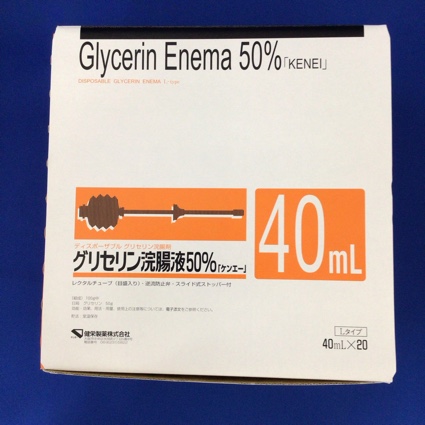 Glycerin Enema 50%「KENEI」
DISPOSABLE GLYCERIN ENEMA L-type
ディスポーザブル グリセリン浣腸剤
グリセリン浣腸液50%「ケンエー」
40mL
レクタルチューブ（目盛入り）・逆流防止弁・スライド式ストッパー付
健栄製薬株式会社
Lタイプ
40mL×20